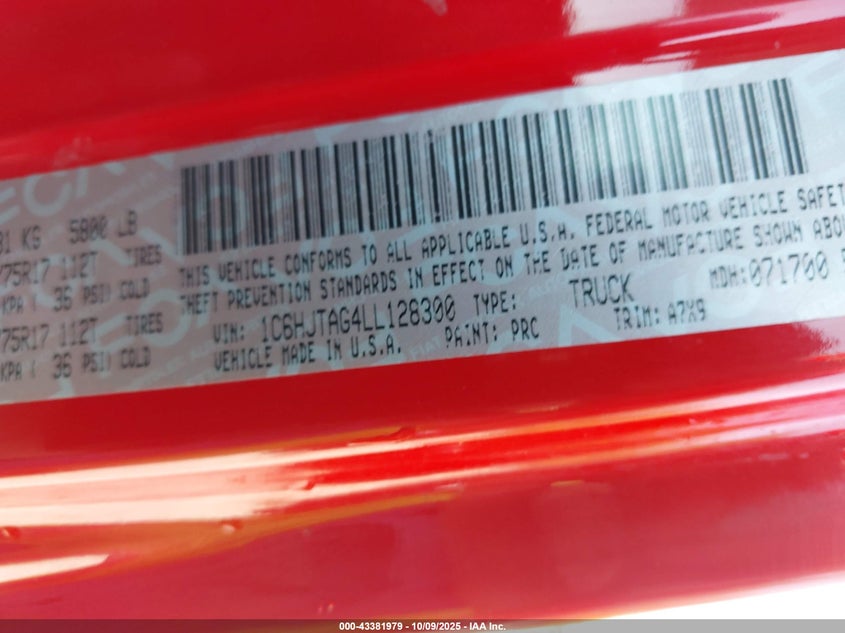 31 KG 5800 LB
/75R17 112T TIRES
KPA ( 36 PSI) COLD
/75R17 112T TIRES
KPA ( 36 PSI) COLD
THIS VEHICLE CONFORMS TO ALL APPLICABLE U.S.A. FEDERAL MOTOR VEHICLE SAFET
THEFT PREVENTION STANDARDS IN EFFECT ON THE DATE OF MANUFACTURE SHOWN ABO
VIN: 1C6HJTAG4LL128300 TYPE: TRUCK MDH:071700
VEHICLE MADE IN U.S.A. PAINT: PRC TRIM: A7X9
000-43381979 - 10/09/2025 - IAA Inc.